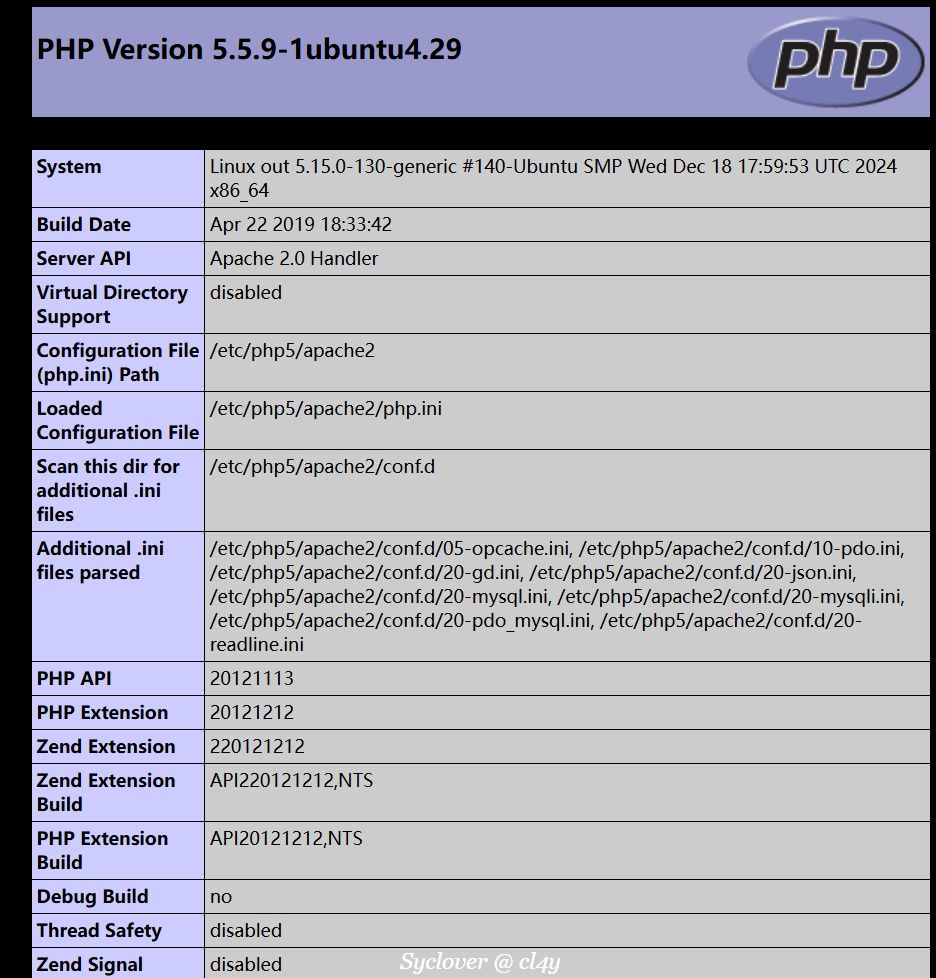 PHP Version 5.5.9-1ubuntu4.29
php
System
Linux out 5.15.0-130-generic #140-Ubuntu SMP Wed Dec 18 17:59:53 UTC 2024
x86_64
Build Date
Apr 22 2019 18:33:42
Server API
Apache 2.0 Handler
Virtual Directory
Support
disabled
Configuration File
(php.ini) Path
/etc/php5/apache2
Loaded
Configuration File
/etc/php5/apache2/php.ini
Scan this dir for
additional .ini
files
/etc/php5/apache2/conf.d
Additional .ini
files parsed
/etc/php5/apache2/conf.d/05-opcache.ini, /etc/php5/apache2/conf.d/10-pdo.ini,
/etc/php5/apache2/conf.d/20-gd.ini, /etc/php5/apache2/conf.d/20-json.ini,
/etc/php5/apache2/conf.d/20-mysql.ini, /etc/php5/apache2/conf.d/20-mysqli.ini,
/etc/php5/apache2/conf.d/20-pdo_mysql.ini, /etc/php5/apache2/conf.d/20-
readline.ini
PHP API
20121113
PHP Extension
20121212
Zend Extension
220121212
Zend Extension
Build
API220121212,NTS
PHP Extension
Build
API20121212,NTS
Debug Build
no
Thread Safety
disabled
Zend Signal
disabled
Syclover @ cl4y